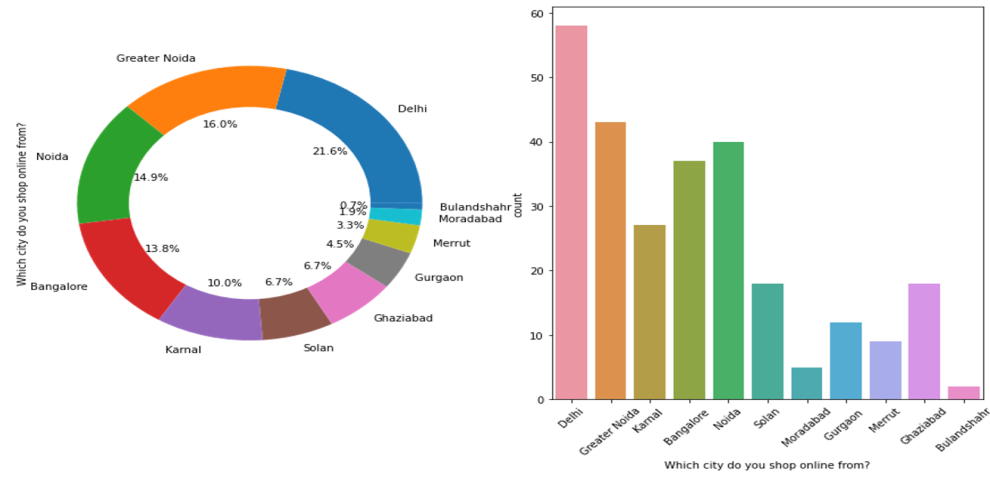 Which city do you shop online from?
Greater Noida
Delhi
Noida
Bangalore
Karnal
Solan
Ghaziabad
Gurgaon
Merrut
Moradabad
Bulandshahr
16.0%
21.6%
14.9%
13.8%
10.0%
6.7%
6.7%
4.5%
3.3%
1.9%
0.7%
count
60
50
40
30
20
10
0
Delhi
Greater Noida
Karnal
Bangalore
Noida
Solan
Moradabad
Gurgaon
Merrut
Ghaziabad
Bulandshahr
Which city do you shop online from?